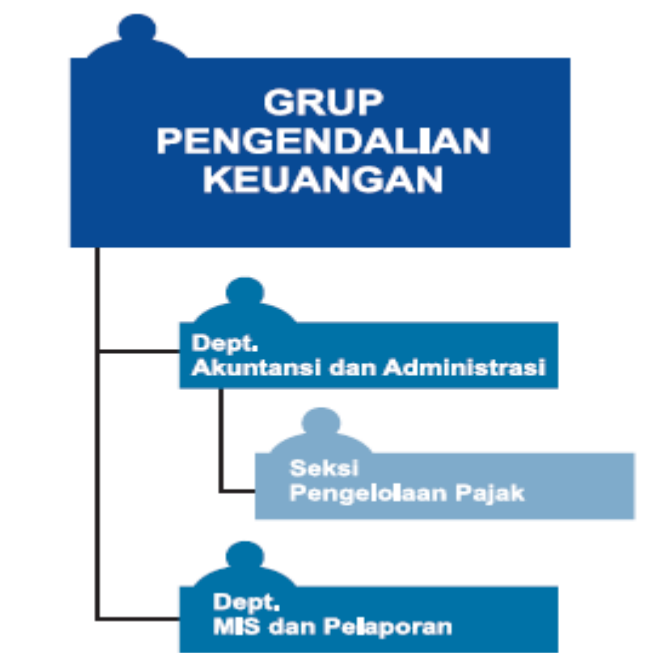 GRUP
PENGENDALIAN
KEUANGAN
Dept.
Akuntansi dan Administrasi
Seksi
Pengelolaan Pajak
Dept.
MIS dan Pelaporan